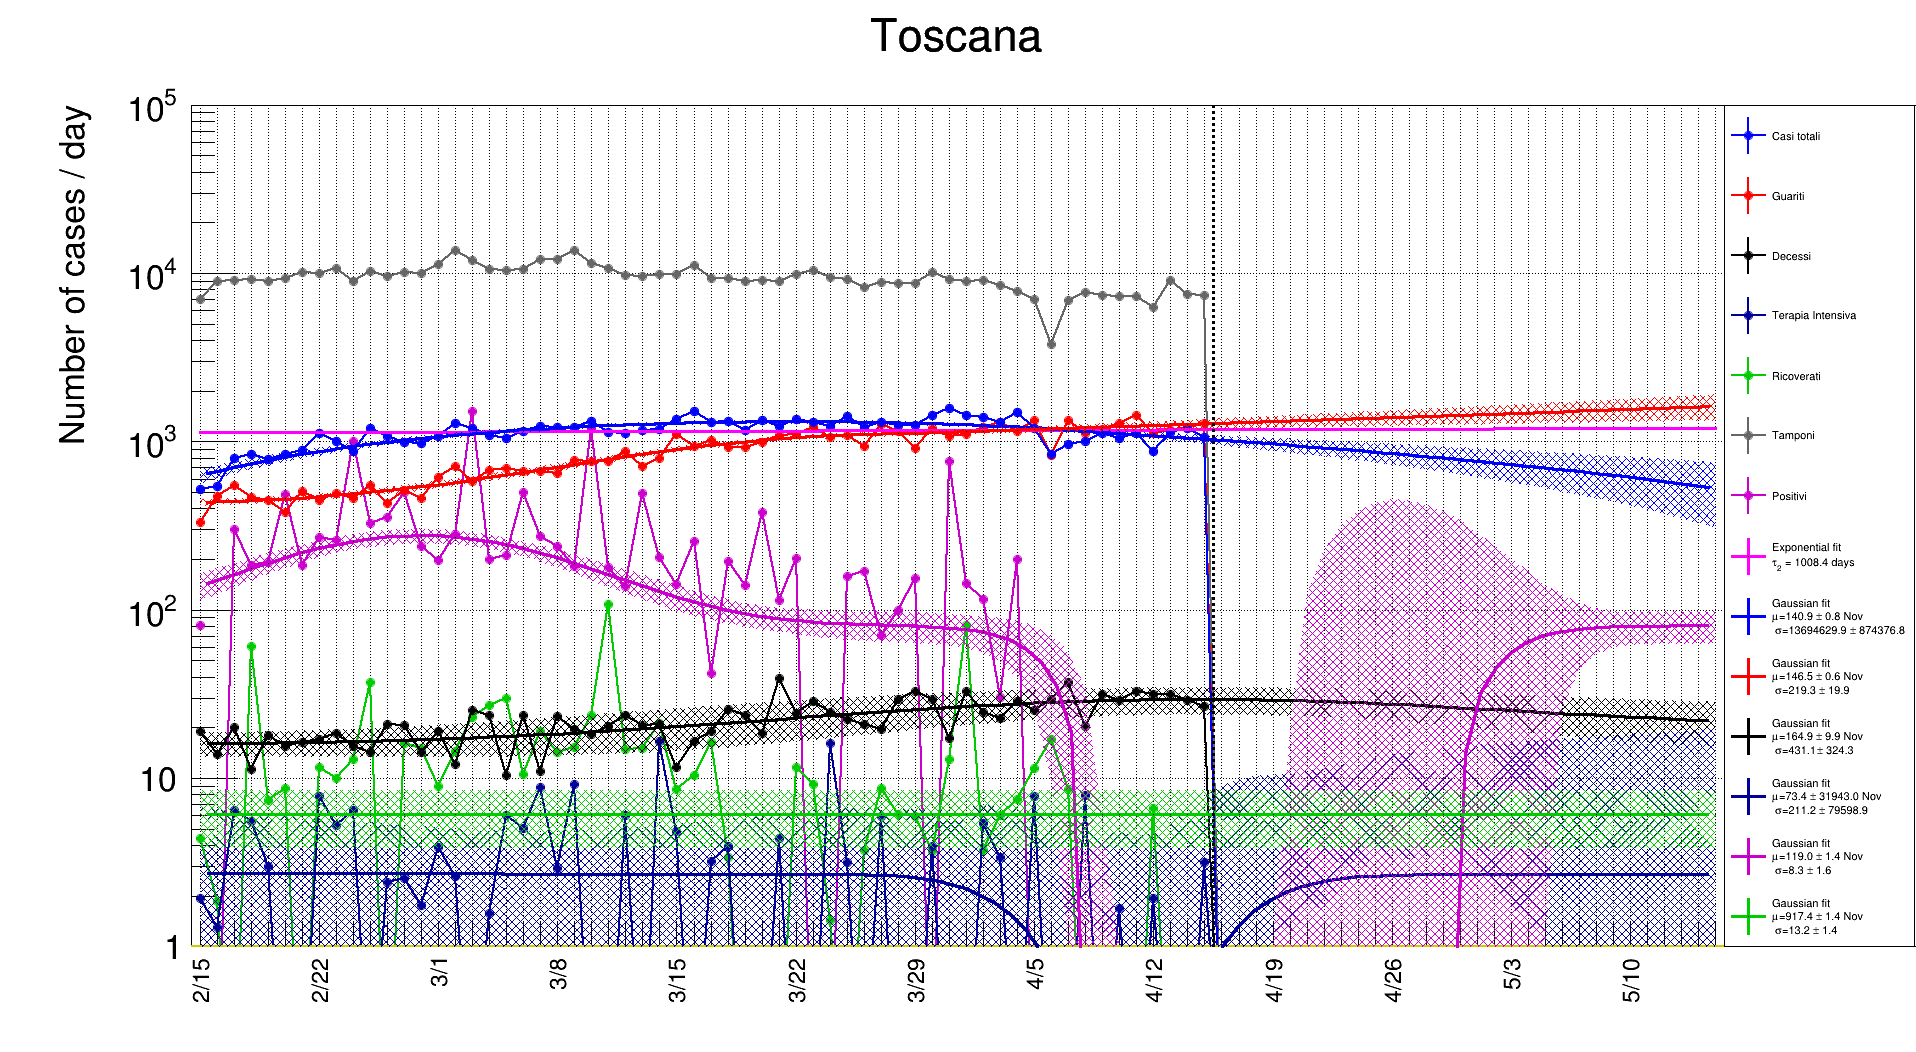 Toscana
Number of cases / day
10^5
10^4
10^3
10^2
10
1
2/15
2/22
3/1
3/8
3/15
3/22
3/29
4/5
4/12
4/19
4/26
5/3
5/10
Casi totali
Guariti
Decessi
Terapia Intensiva
Ricoverati
Tamponi
Positivi
Exponential fit
τ_2 = 1008.4 days
Gaussian fit
μ=140.9 ± 0.8 Nov
σ=13694629.9 ± 874376.8
Gaussian fit
μ=146.5 ± 0.6 Nov
σ=219.3 ± 19.9
Gaussian fit
μ=164.9 ± 9.9 Nov
σ=431.1 ± 324.3
Gaussian fit
μ=73.4 ± 31943.0 Nov
σ=211.2 ± 79598.9
Gaussian fit
μ=119.0 ± 1.4 Nov
σ=8.3 ± 1.6
Gaussian fit
μ=917.4 ± 1.4 Nov
σ=13.2 ± 1.4